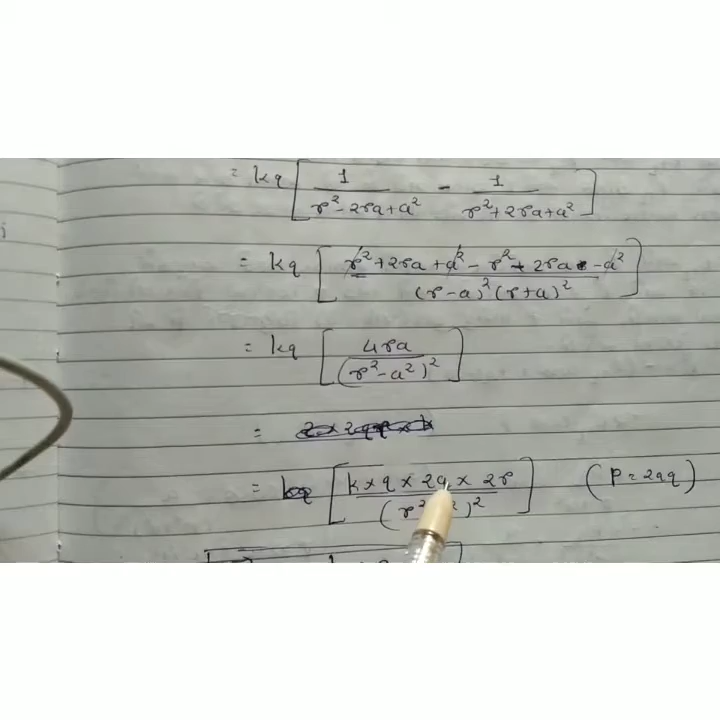 = kq [ 1/(r² - 2ra + a²) - 1/(r² + 2ra + a²) ]
= kq [ (r² + 2ra + a² - r² + 2ra - a²) / ((r - a)² (r + a)²) ]
= kq [ 4ra / (r² - a²)² ]
=
= [ k × q × 2a × 2r / (r² 2)² ] (P = 2aq)